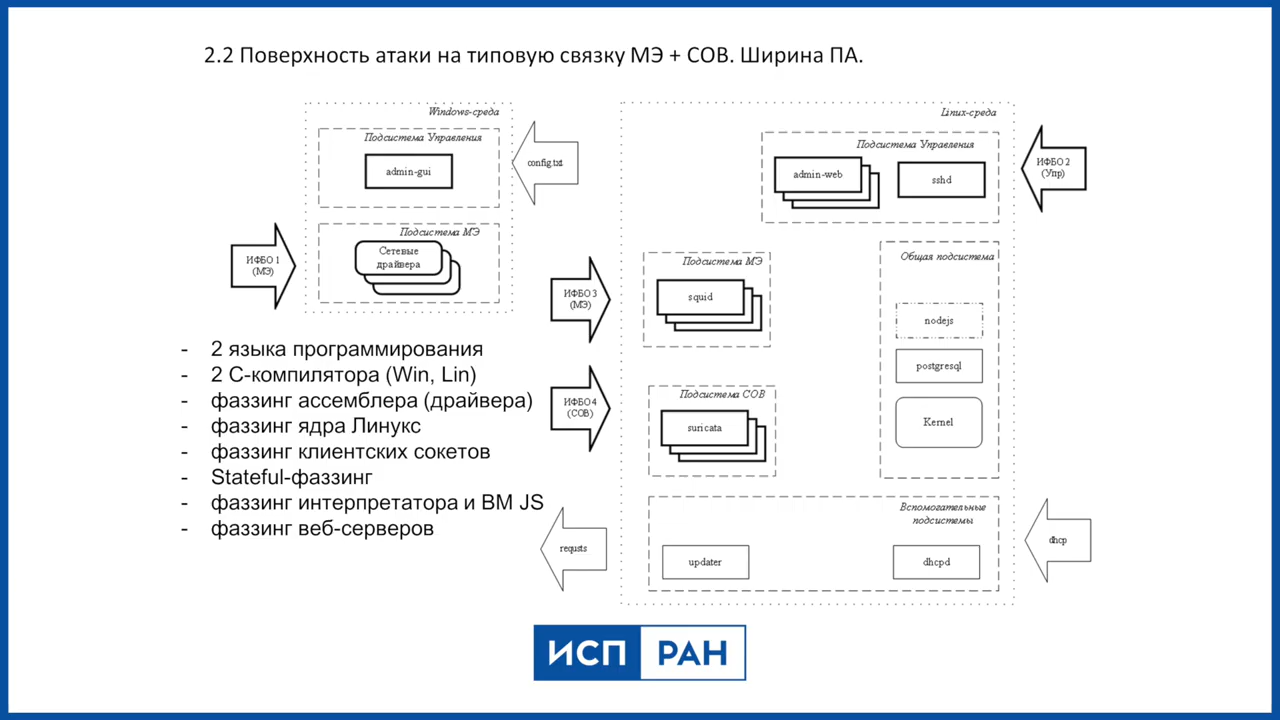 2.2 Поверхность атаки на типовую связку МЭ + СОВ. Ширина ПА.
Windows-среда
Подсистема Управления
admin-gui
config.txt
Подсистема МЭ
Сетевые
драйвера
ИФБО 1
(МЭ)
Linux-среда
Подсистема Управления
admin-web
sshd
ИФБО 2
(Упр)
Подсистема МЭ
squid
ИФБО 3
(МЭ)
Общая подсистема
nodejs
postgresql
Kernel
Подсистема СОВ
suricata
ИФБО 4
(СОВ)
Вспомогательные
подсистемы
updater
dhcpd
requsts
dhcp
- 2 языка программирования
- 2 С-компилятора (Win, Lin)
- фаззинг ассемблера (драйвера)
- фаззинг ядра Линукс
- фаззинг клиентских сокетов
- Stateful-фаззинг
- фаззинг интерпретатора и ВМ JS
- фаззинг веб-серверов
ИСП РАН